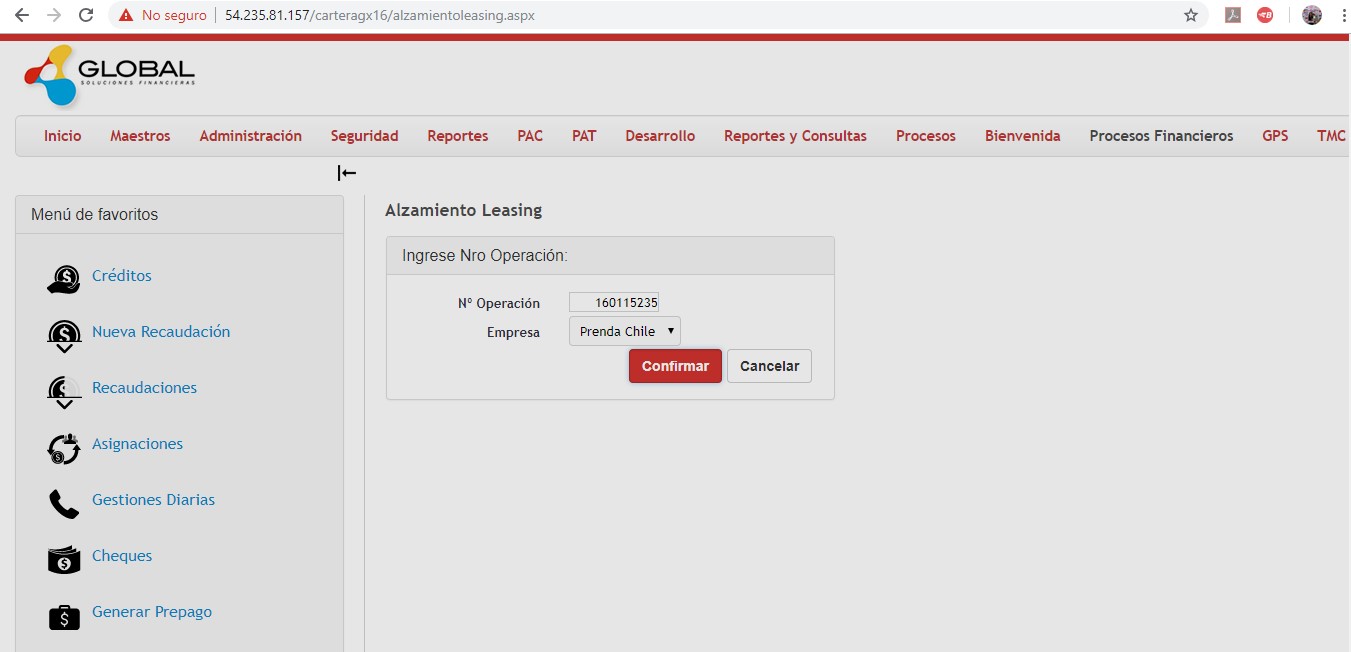 No seguro 54.235.81.157/carteragx16/alzamientoleasing.aspx
GLOBAL
SOLUCIONES FINANCIERAS
Inicio Maestros Administración Seguridad Reportes PAC PAT Desarrollo Reportes y Consultas Procesos Bienvenida Procesos Financieros GPS TMC
Menú de favoritos
Créditos
Nueva Recaudación
Recaudaciones
Asignaciones
Gestiones Diarias
Cheques
Generar Prepago
Alzamiento Leasing
Ingrese Nro Operación:
Nº Operación 160115235
Empresa Prenda Chile
Confirmar Cancelar